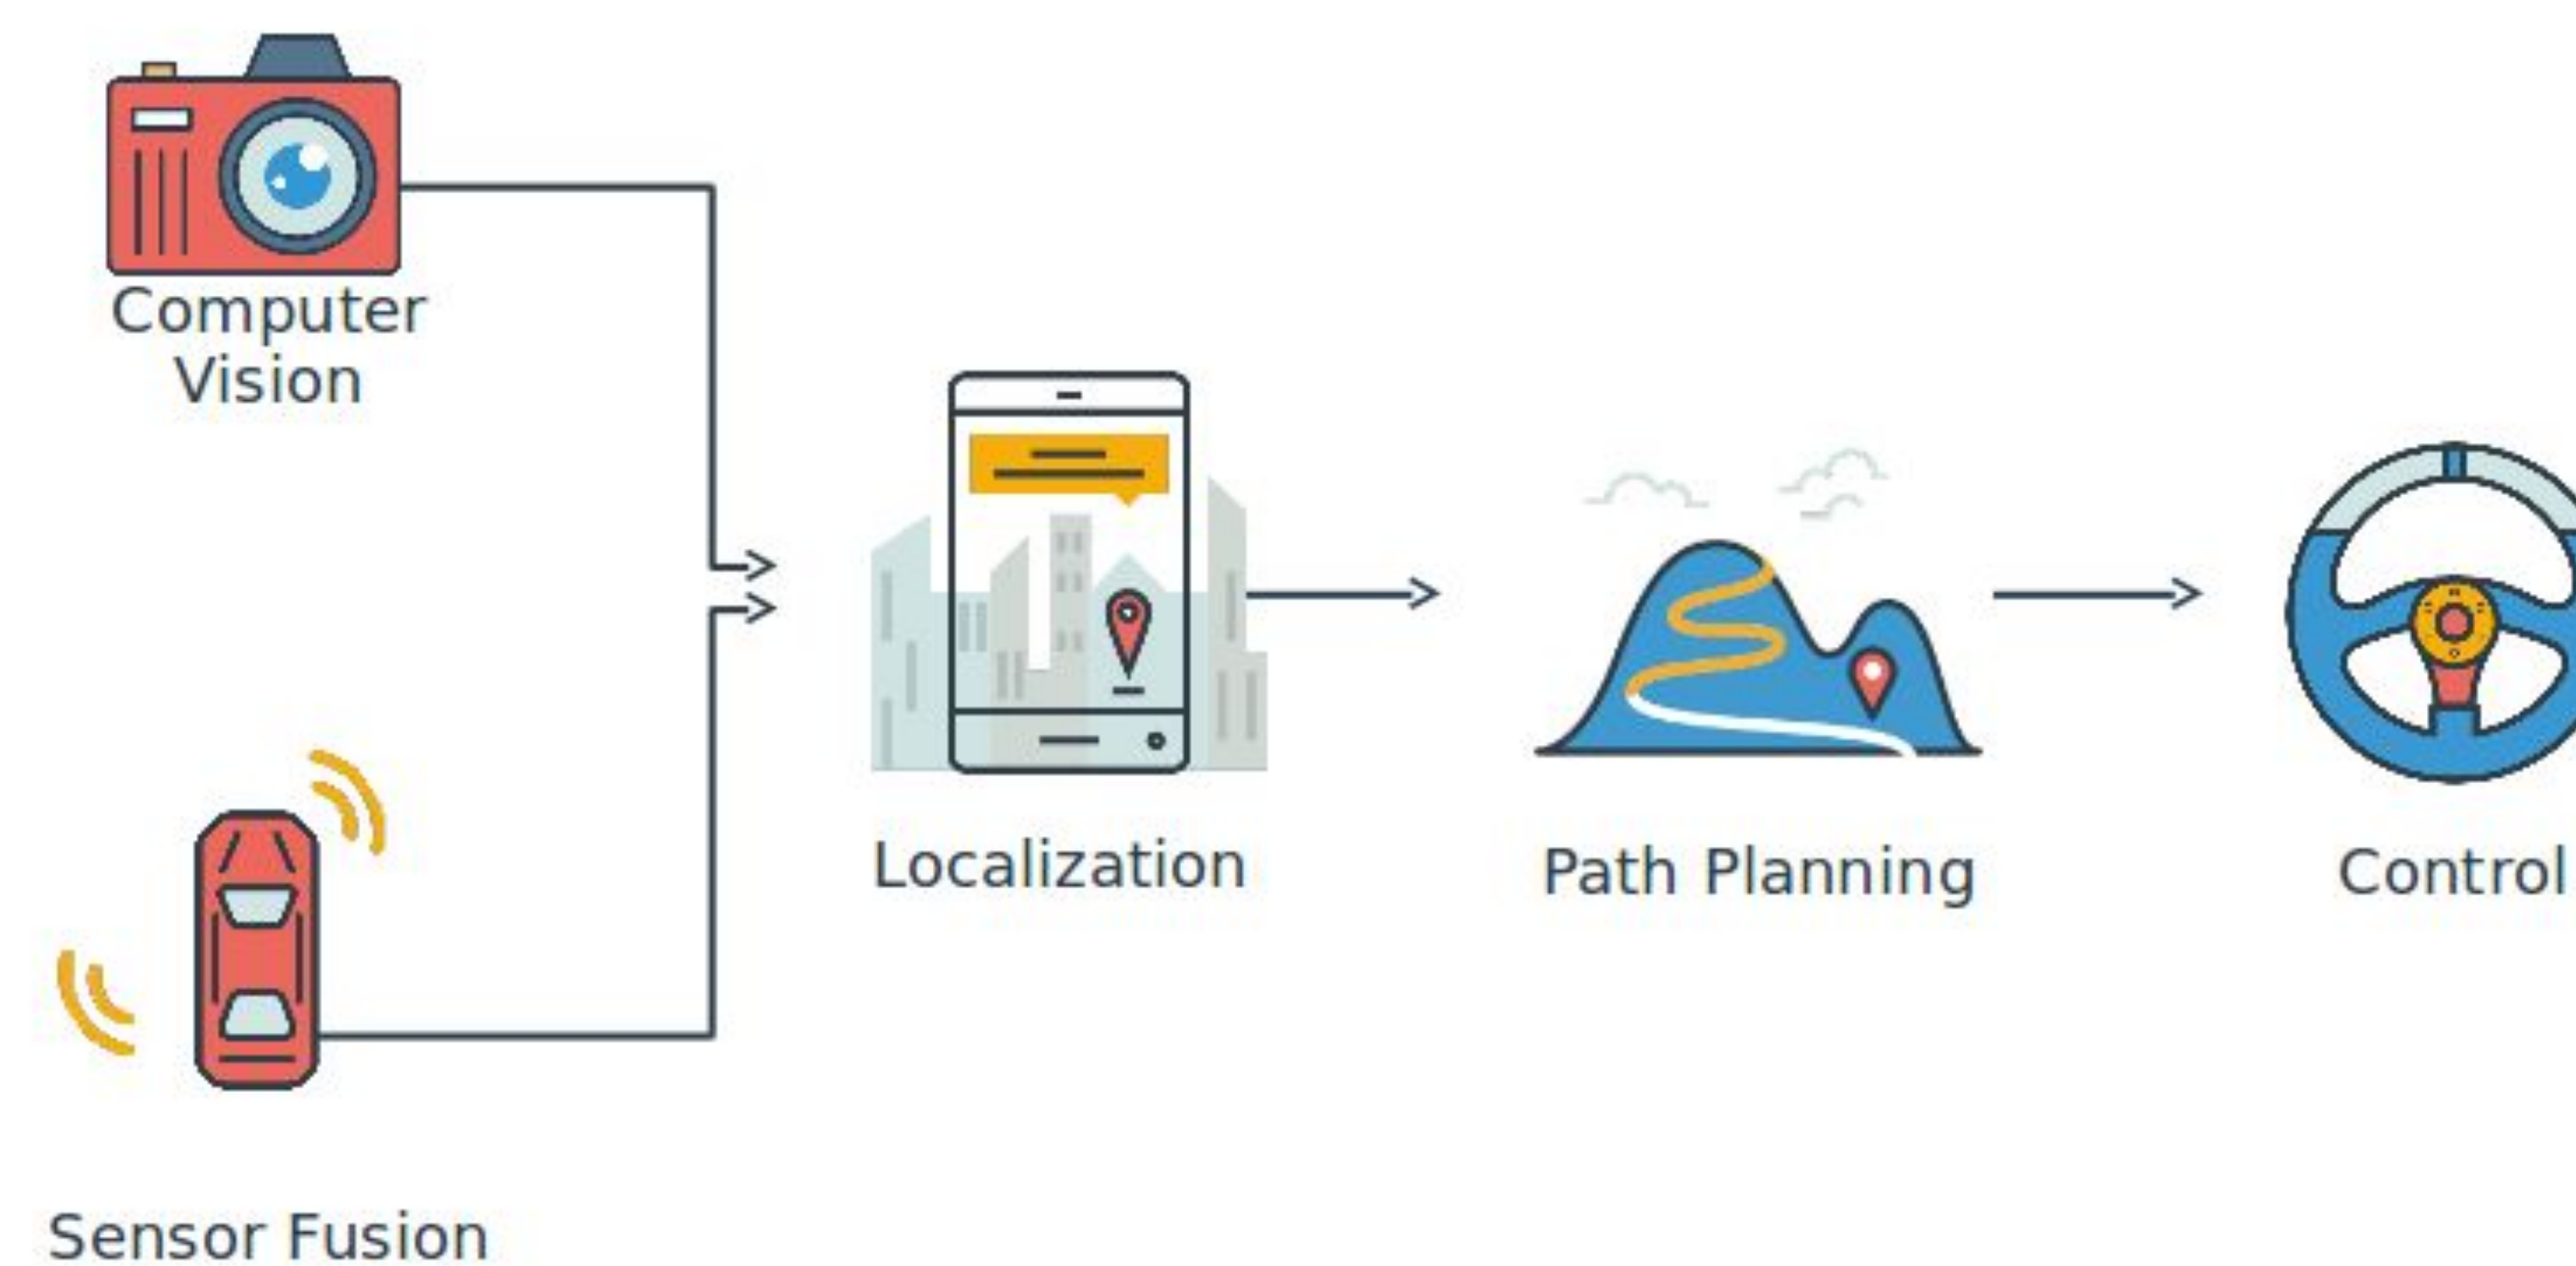 Computer
Vision
Localization
Path Planning
Control
Sensor Fusion